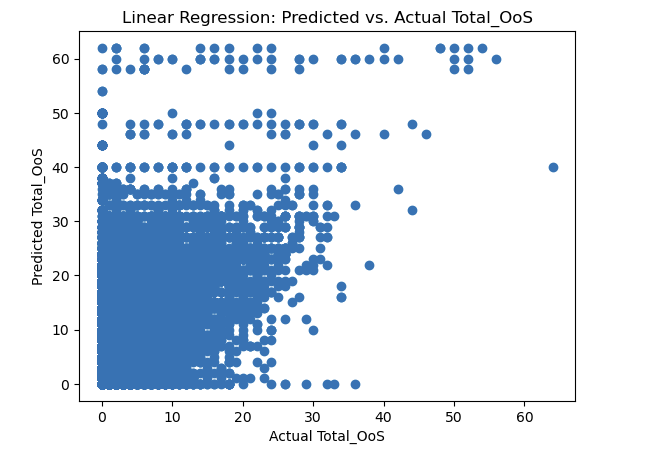 Linear Regression: Predicted vs. Actual Total_OoS
60
50
40
30
20
10
0
Predicted Total_OoS
0 10 20 30 40 50 60
Actual Total_OoS